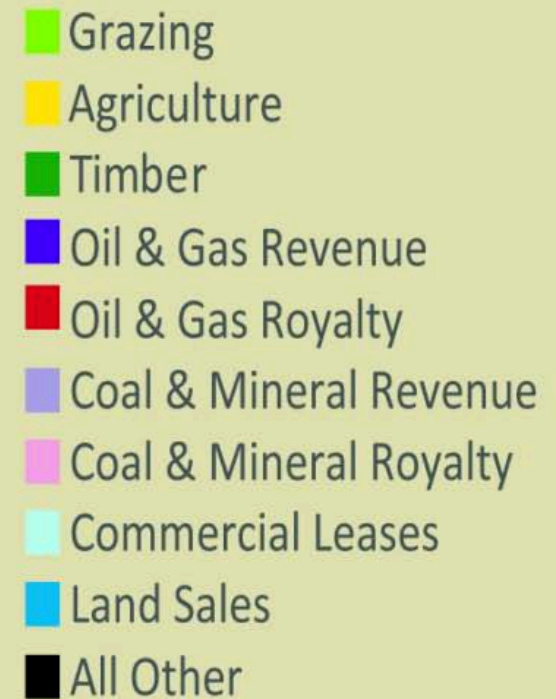 Grazing
Agriculture
Timber
Oil & Gas Revenue
Oil & Gas Royalty
Coal & Mineral Revenue
Coal & Mineral Royalty
Commercial Leases
Land Sales
All Other